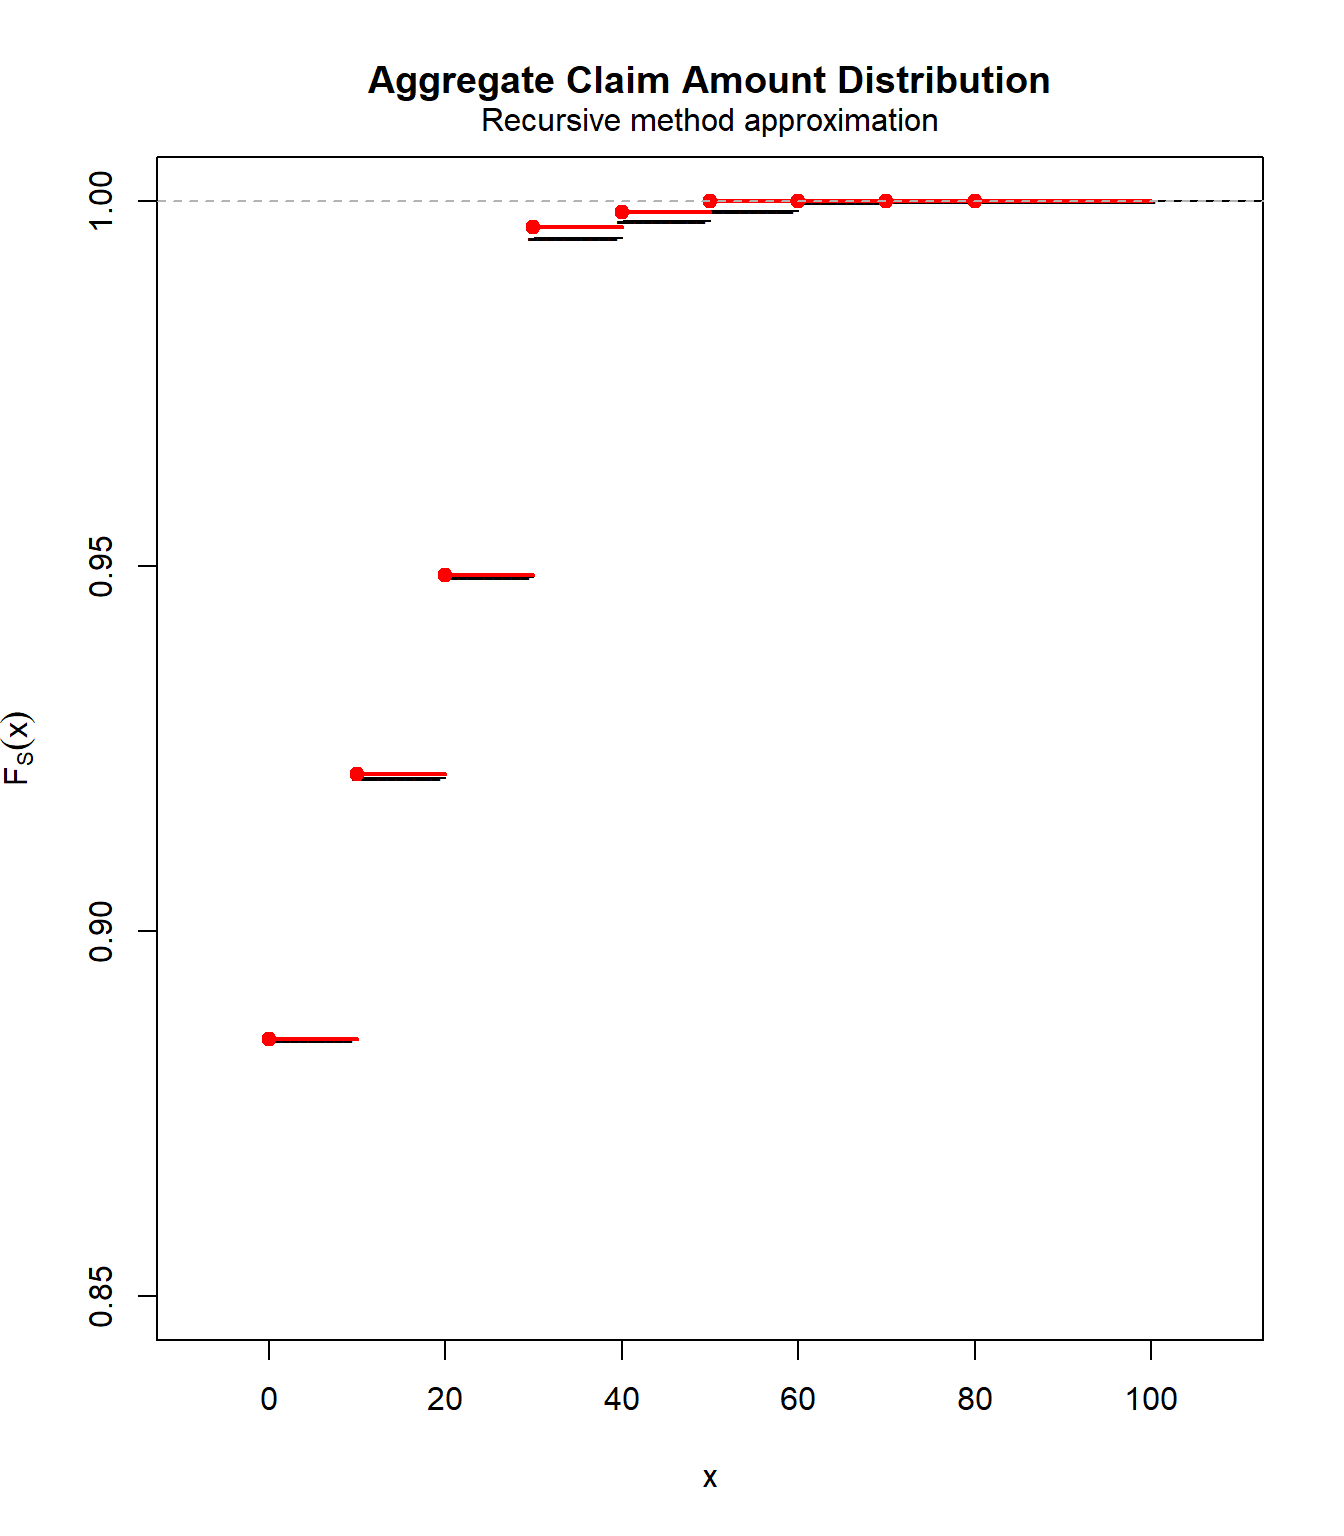 Aggregate Claim Amount Distribution
Recursive method approximation
1.00
0.95
0.90
0.85
FS(x)
0 20 40 60 80 100
x